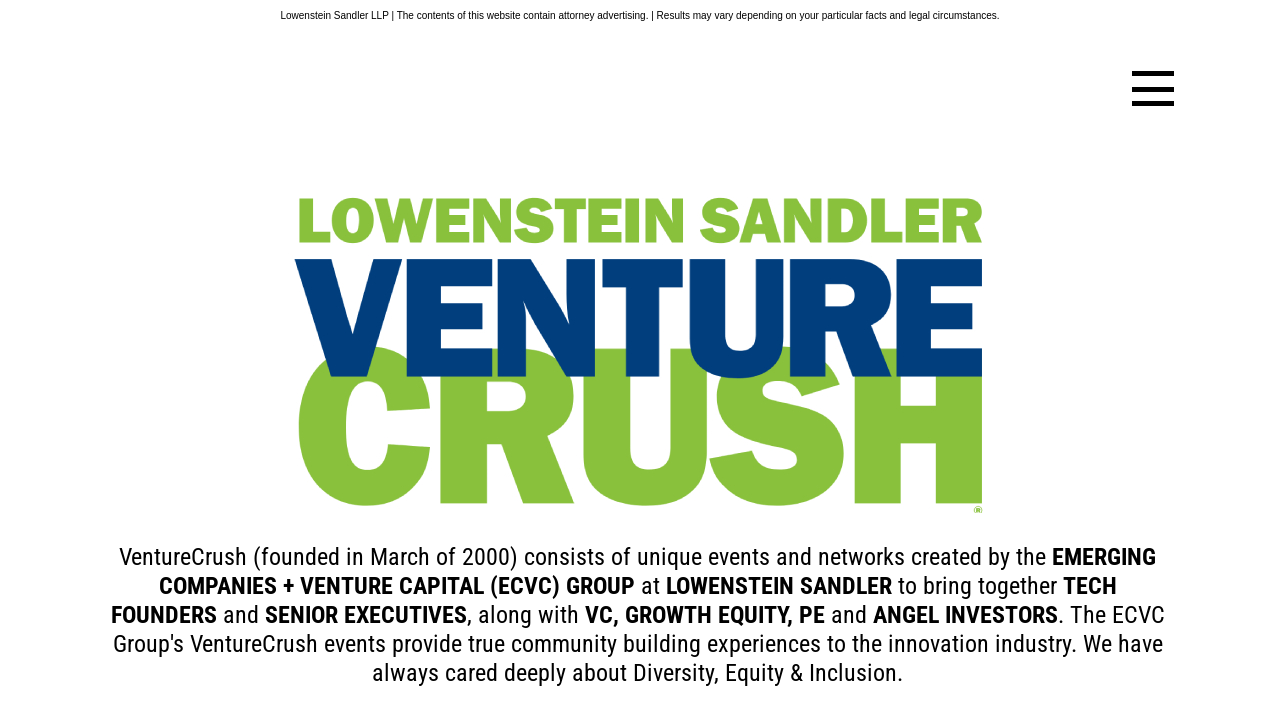 Lowenstein Sandler LLP | The contents of this website contain attorney advertising. | Results may vary depending on your particular facts and legal circumstances.
LOWENSTEIN SANDLER
VENTURE
CRUSH®
VentureCrush (founded in March of 2000) consists of unique events and networks created by the EMERGING
COMPANIES + VENTURE CAPITAL (ECVC) GROUP at LOWENSTEIN SANDLER to bring together TECH
FOUNDERS and SENIOR EXECUTIVES, along with VC, GROWTH EQUITY, PE and ANGEL INVESTORS. The ECVC
Group's VentureCrush events provide true community building experiences to the innovation industry. We have
always cared deeply about Diversity, Equity & Inclusion.